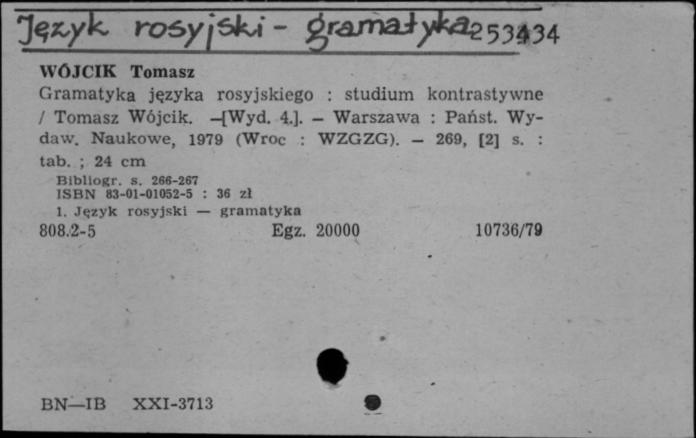 Język rosyjski - gramatyka 253434
WÓJCIK Tomasz
Gramatyka języka rosyjskiego : studium kontrastywne
/ Tomasz Wójcik. —[Wyd. 4.]. — Warszawa : Państ. Wy-
daw. Naukowe, 1979 (Wroc : WZGZG). — 269, [2] s. :
tab. ; 24 cm
Bibliogr. s. 266-267
ISBN 83-01-01052-5 : 36 zł
1. Język rosyjski — gramatyka
808.2-5 Egz. 20000 10736/79
BN—IB XXI-3713